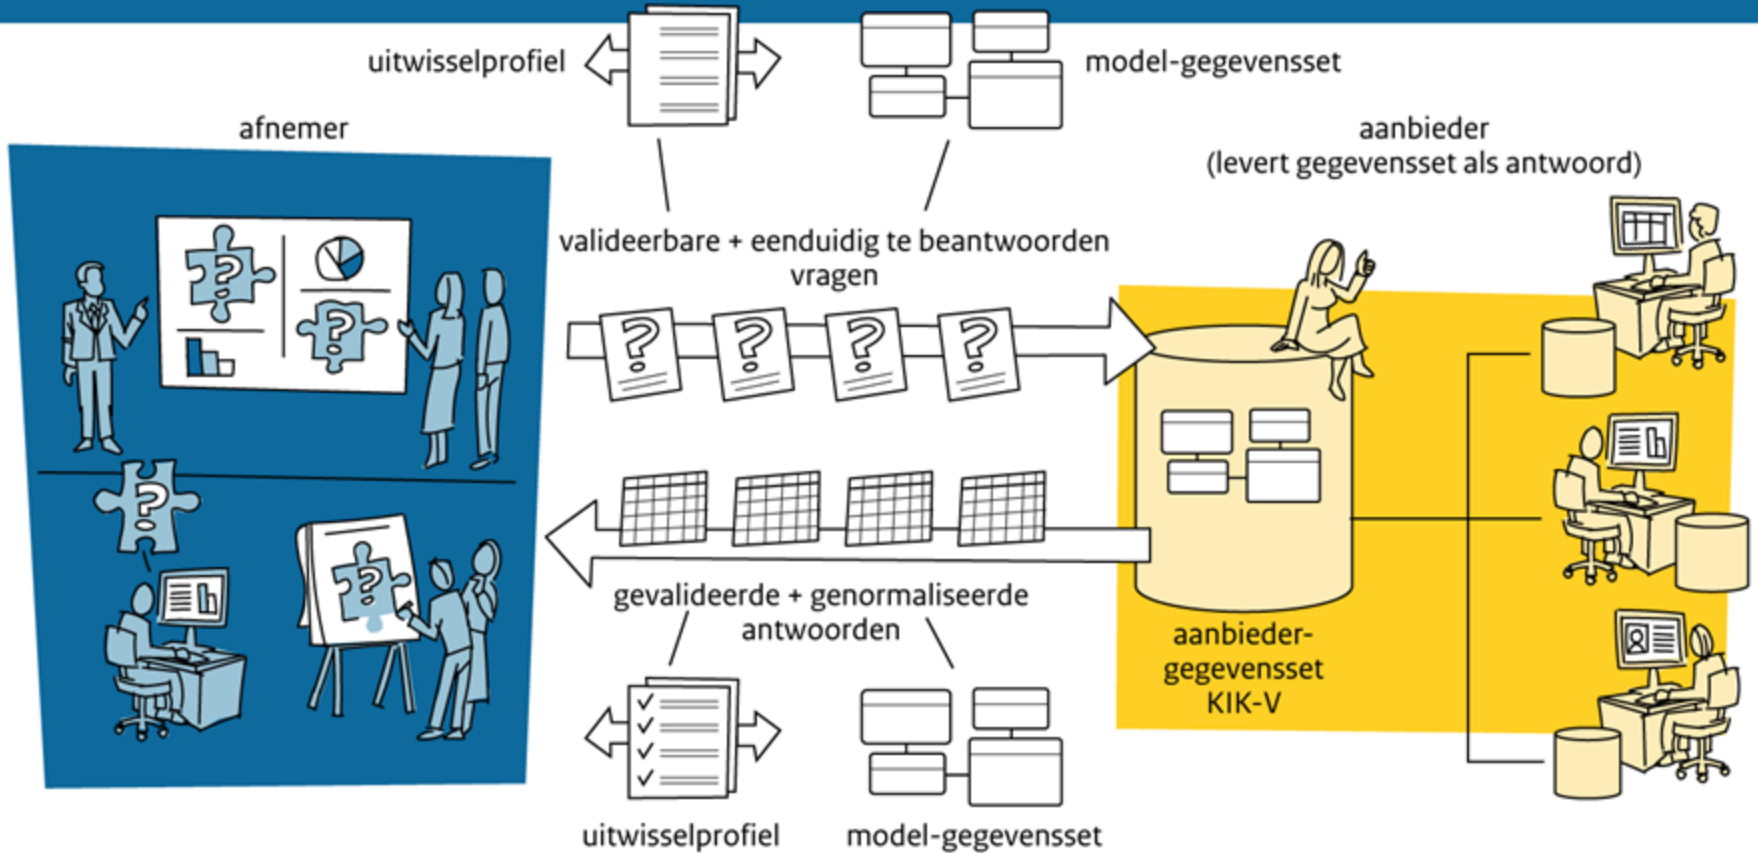 uitwisselprofiel
model-gegevensset
afnemer
aanbieder
(levert gegevensset als antwoord)
valideerbare + eenduidig te beantwoorden
vragen
?
?
? ? ? ?
?
?
gevalideerde + genormaliseerde
antwoorden
aanbieder-
gegevensset
KIK-V
uitwisselprofiel
model-gegevensset